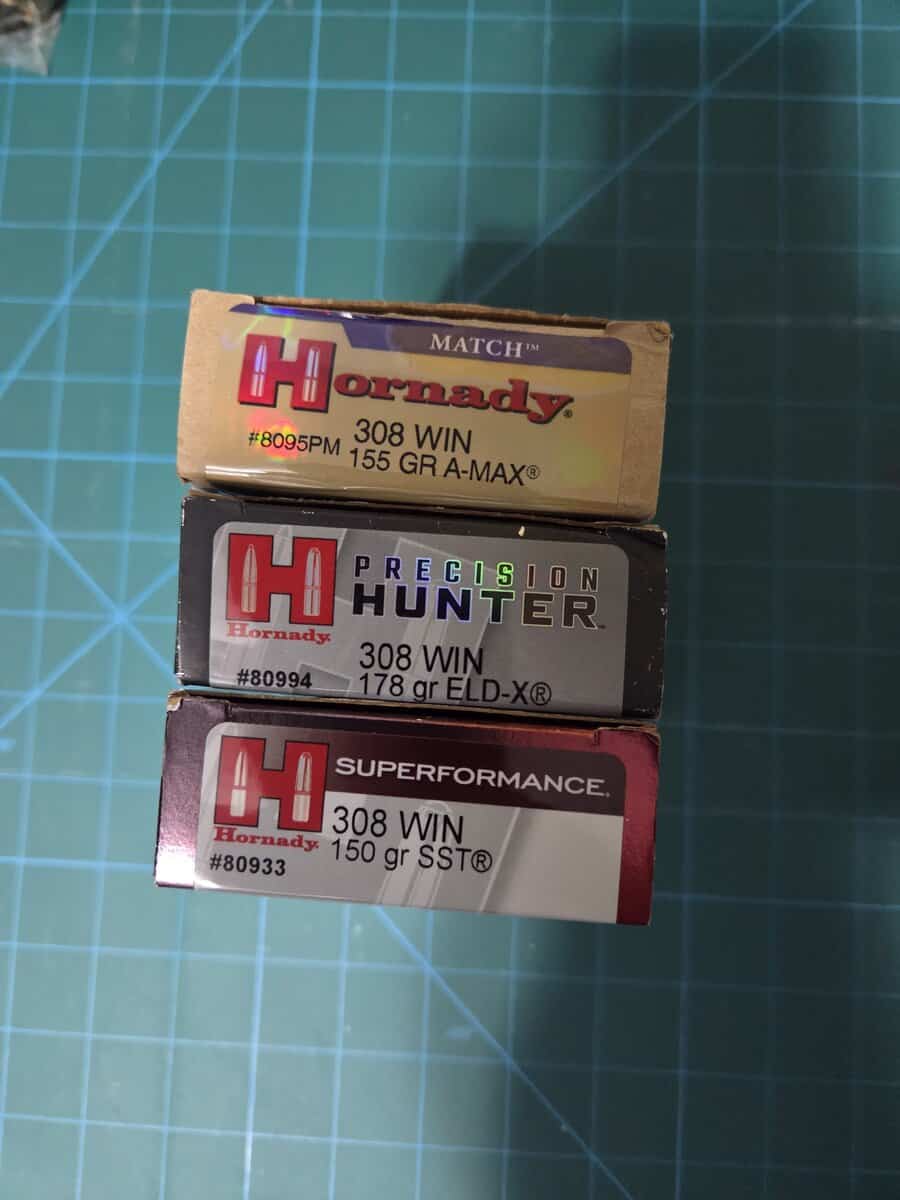 MATCH™
Hornady®
#8095PM 308 WIN
155 GR A-MAX®
PRECISION
HUNTER™
Hornady®
308 WIN
#80994 178 gr ELD-X®
SUPERFORMANCE®
Hornady®
308 WIN
#80933 150 gr SST®